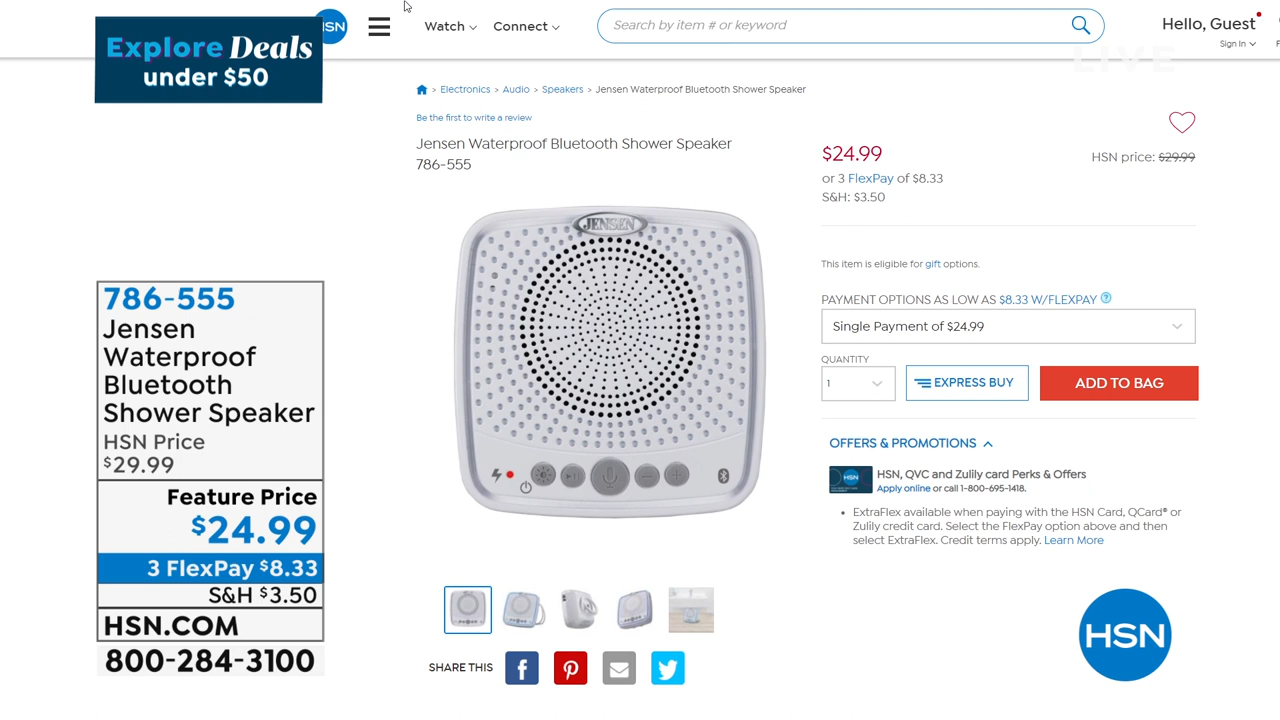 Explore Deals
under $50
HSN
Watch
Connect
Search by item # or keyword
Hello, Guest
Sign In
LIVE
Electronics > Audio > Speakers > Jensen Waterproof Bluetooth Shower Speaker
Be the first to write a review
Jensen Waterproof Bluetooth Shower Speaker
786-555
$24.99
HSN price: $29.99
or 3 FlexPay of $8.33
S&H: $3.50
This item is eligible for gift options.
PAYMENT OPTIONS AS LOW AS $8.33 W/FLEXPAY ?
Single Payment of $24.99
QUANTITY
1
EXPRESS BUY
ADD TO BAG
OFFERS & PROMOTIONS
HSN
HSN, QVC and Zulily card Perks & Offers
Apply online or call 1-800-695-1418.
• ExtraFlex available when paying with the HSN Card, QCard® or
Zulily credit card. Select the FlexPay option above and then
select ExtraFlex. Credit terms apply. Learn More
JENSEN
SHARE THIS
786-555
Jensen
Waterproof
Bluetooth
Shower Speaker
HSN Price
$29.99
Feature Price
$24.99
3 FlexPay $8.33
S&H $3.50
HSN.COM
800-284-3100
HSN